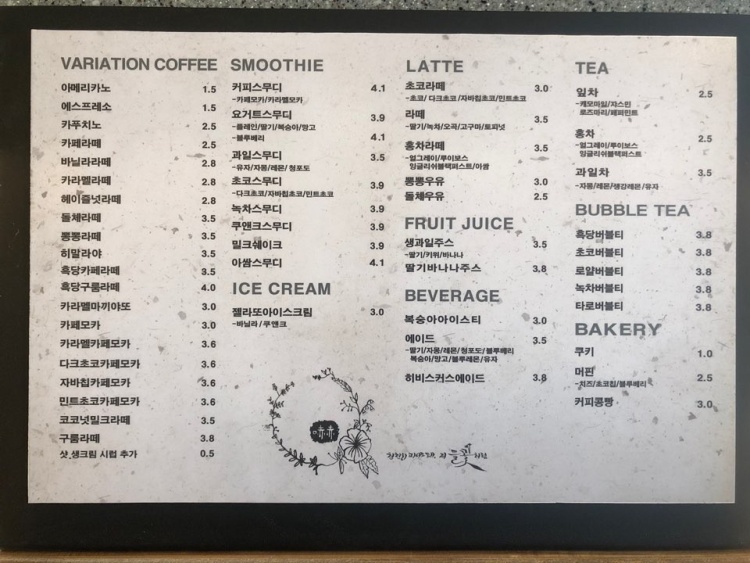 VARIATION COFFEE
아메리카노 1.5
에스프레소 1.5
카푸치노 2.5
카페라떼 2.5
바닐라라떼 2.8
카라멜라떼 2.8
헤이즐넛라떼 2.8
돌체라떼 3.5
뽕뽕라떼 3.5
히말라야 3.5
흑당카페라떼 3.5
흑당구룸라떼 4.0
카라멜마끼야또 3.0
카페모카 3.0
카라멜카페모카 3.6
다크초코카페모카 3.6
자바칩카페모카 3.6
민트초코카페모카 3.6
코코넛밀크라떼 3.5
구룸라떼 3.8
샷,생크림 시럽 추가 0.5
SMOOTHIE
커피스무디 4.1
-카페모카/카라멜모카
요거트스무디 3.9
-플레인/딸기/복숭아/망고
-블루베리 4.1
과일스무디 3.5
-유자/자몽/레몬/청포도
초코스무디 3.9
-다크초코/자바칩초코/민트초코
녹차스무디 3.9
쿠앤크스무디 3.9
밀크쉐이크 3.9
아쌈스무디 4.1
ICE CREAM
젤라또아이스크림 3.0
-바닐라/쿠앤크
LATTE
초코라떼 3.0
-초코/다크초코/자바칩초코/민트초코
라떼 3.5
-딸기/녹차/오곡/고구마/토피넛
홍차라떼 3.5
-얼그레이/루이보스
잉글리쉬블랙퍼스트/아쌈
뽕뽕우유 3.0
돌체우유 2.5
FRUIT JUICE
생과일주스 3.5
-딸기/키위/바나나
딸기바나나주스 3.8
BEVERAGE
복숭아아이스티 3.0
에이드 3.5
-딸기/자몽/레몬/청포도/블루베리
복숭아/망고/블루레몬/유자
히비스커스에이드 3.8
TEA
잎차 2.5
-캐모마일/쟈스민
로즈마리/페퍼민트
홍차 2.5
-얼그레이/루이보스
잉글리쉬블랙퍼스트
과일차 3.5
-자몽/레몬/생강레몬/유자
BUBBLE TEA
흑당버블티 3.8
초코버블티 3.8
로얄버블티 3.8
녹차버블티 3.8
타로버블티 3.8
BAKERY
쿠키 1.0
머핀 2.5
-치즈/초코칩/블루베리
커피콩빵 3.0